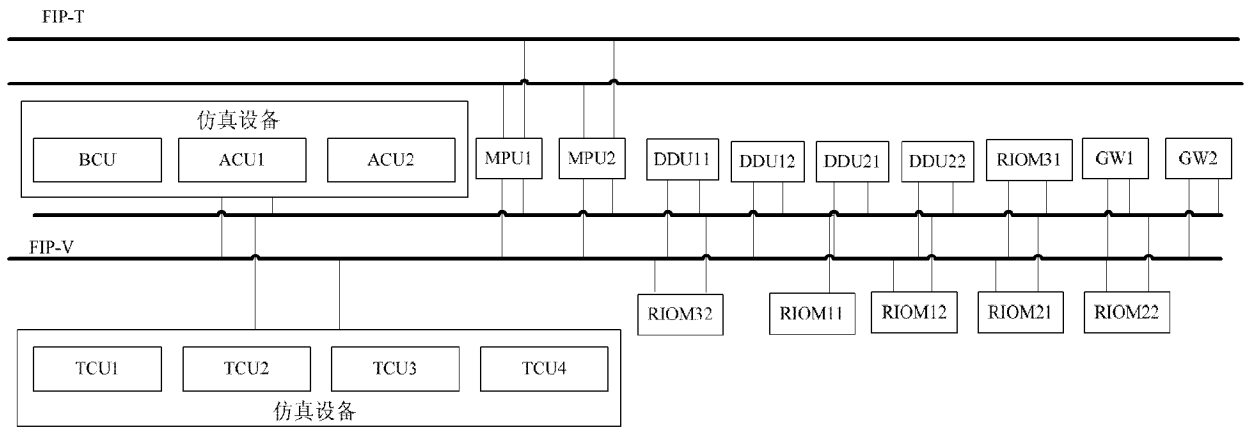 FIP-T
仿真设备
BCU ACU1 ACU2
MPU1 MPU2 DDU11 DDU12 DDU21 DDU22 RIOM31 GW1 GW2
FIP-V
RIOM32 RIOM11 RIOM12 RIOM21 RIOM22
TCU1 TCU2 TCU3 TCU4
仿真设备